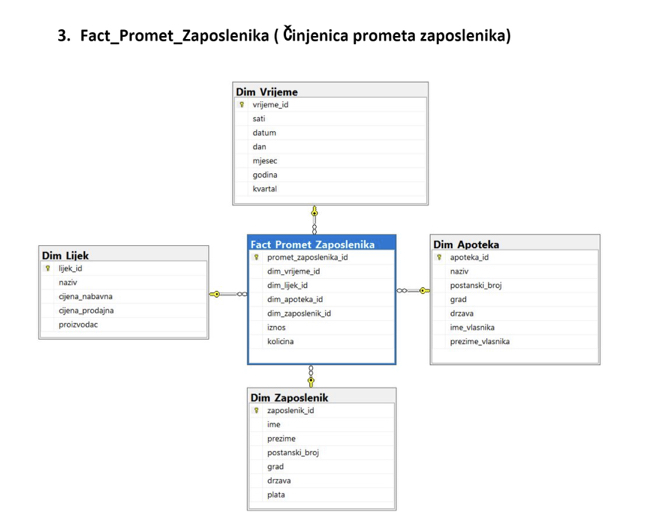 3. Fact_Promet_Zaposlenika ( Činjenica prometa zaposlenika)
Dim Vrijeme
vrijeme_id
sati
datum
dan
mjesec
godina
kvartal
Dim Lijek
lijek_id
naziv
cijena_nabavna
cijena_prodajna
proizvodac
Fact Promet Zaposlenika
promet_zaposlenika_id
dim_vrijeme_id
dim_lijek_id
dim_apoteka_id
dim_zaposlenik_id
iznos
kolicina
Dim Apoteka
apoteka_id
naziv
postanski_broj
grad
drzava
ime_vlasnika
prezime_vlasnika
Dim Zaposlenik
zaposlenik_id
ime
prezime
postanski_broj
grad
drzava
plata